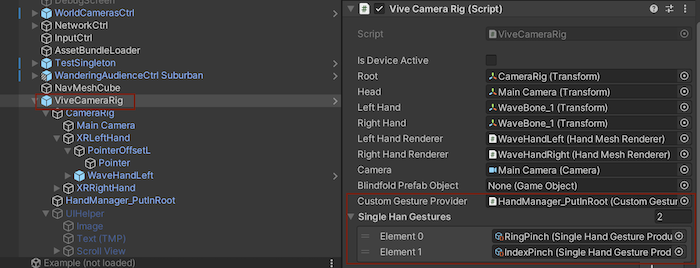 DebugScreen
WorldCamerasCtrl
NetworkCtrl
InputCtrl
AssetBundleLoader
TestSingleton
WanderingAudienceCtrl Suburban
NavMeshCube
ViveCameraRig
CameraRig
Main Camera
XRLeftHand
PointerOffsetL
Pointer
WaveHandLeft
XRRightHand
HandManager_PutInRoot
UIHelper
Image
Text (TMP)
Scroll View
Example (not loaded)
Vive Camera Rig (Script)
Script ViveCameraRig
Is Device Active
Root CameraRig (Transform)
Head Main Camera (Transform)
Left Hand WaveBone_1 (Transform)
Right Hand WaveBone_1 (Transform)
Left Hand Renderer WaveHandLeft (Hand Mesh Renderer)
Right Hand Renderer WaveHandRight (Hand Mesh Renderer)
Camera Main Camera (Camera)
Blindfold Prefab Object None (Game Object)
Custom Gesture Provider HandManager_PutInRoot (Custom Gestur
Single Han Gestures 2
Element 0 RingPinch (Single Hand Gesture Produ
Element 1 IndexPinch (Single Hand Gesture Prod